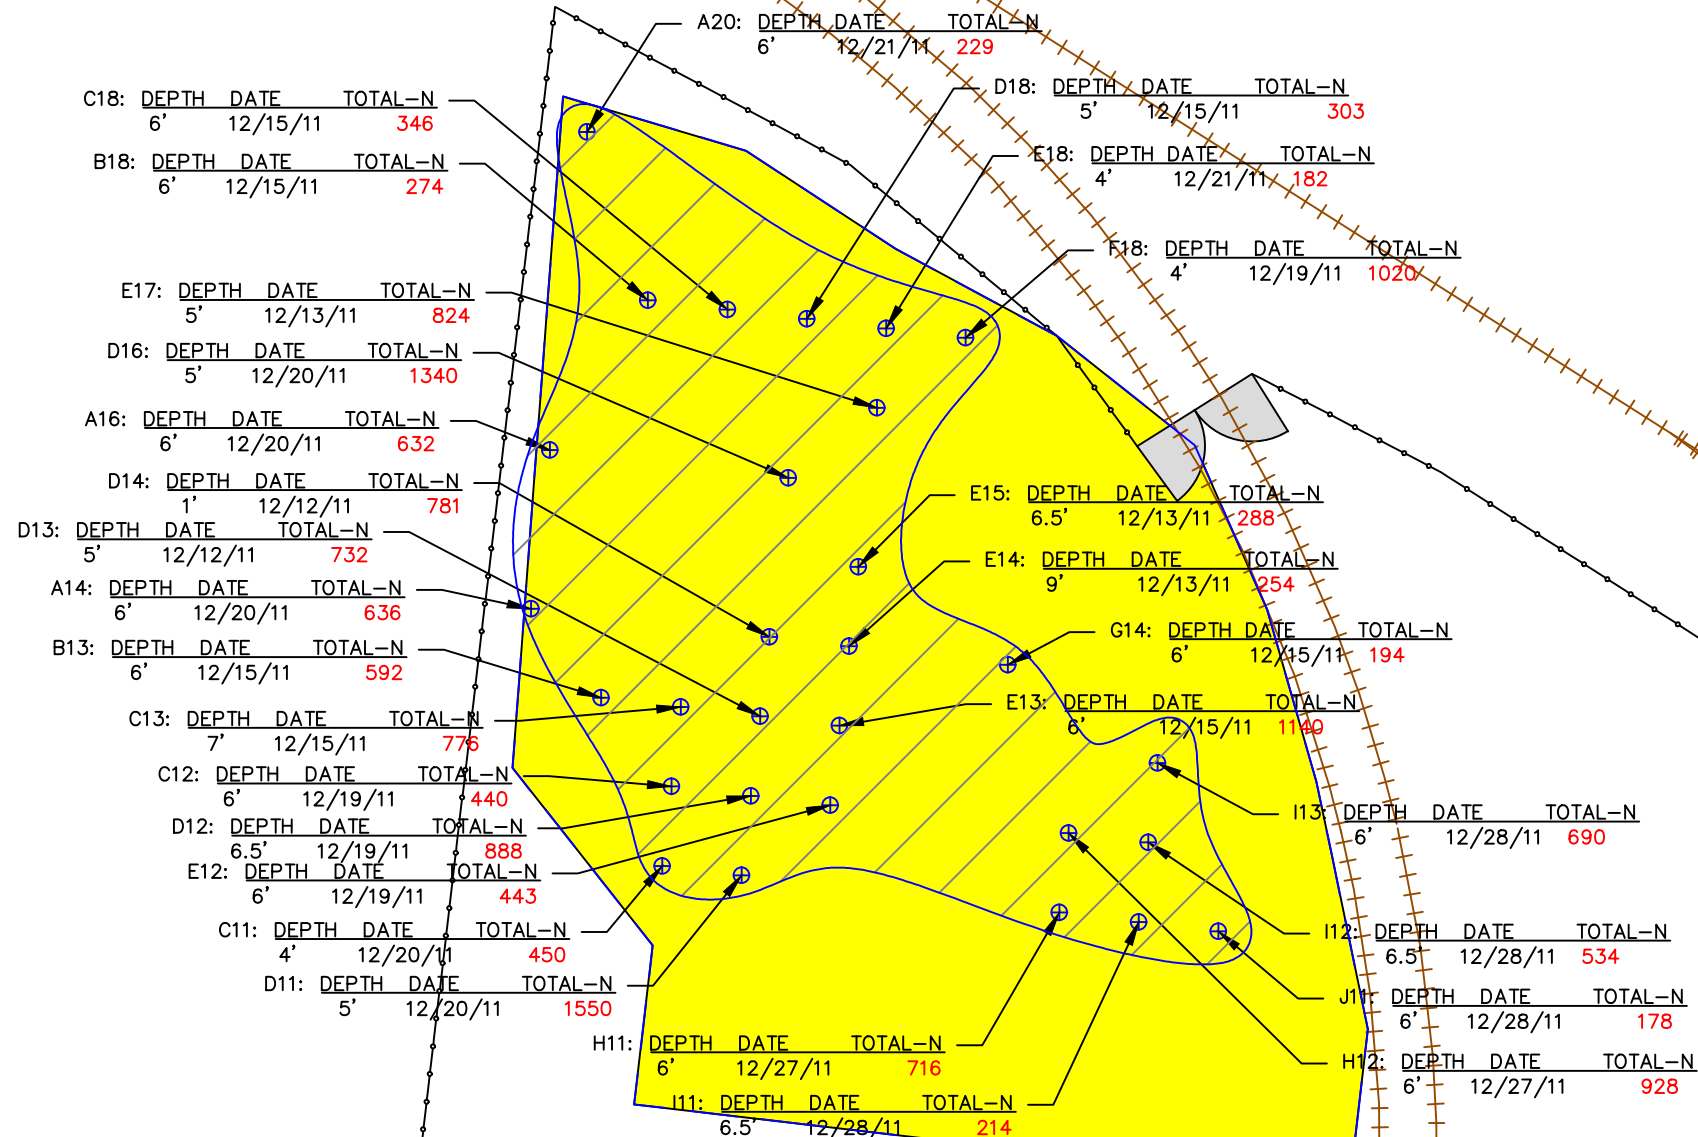 A20: DEPTH DATE TOTAL-N
6' 12/21/11 229
D18: DEPTH DATE TOTAL-N
5' 12/15/11 303
C18: DEPTH DATE TOTAL-N
6' 12/15/11 346
E18: DEPTH DATE TOTAL-N
4' 12/21/11 182
B18: DEPTH DATE TOTAL-N
6' 12/15/11 274
F18: DEPTH DATE TOTAL-N
4' 12/19/11 1020
E17: DEPTH DATE TOTAL-N
5' 12/13/11 824
D16: DEPTH DATE TOTAL-N
5' 12/20/11 1340
A16: DEPTH DATE TOTAL-N
6' 12/20/11 632
D14: DEPTH DATE TOTAL-N
1' 12/12/11 781
E15: DEPTH DATE TOTAL-N
6.5' 12/13/11 288
D13: DEPTH DATE TOTAL-N
5' 12/12/11 732
E14: DEPTH DATE TOTAL-N
9' 12/13/11 254
A14: DEPTH DATE TOTAL-N
6' 12/20/11 636
G14: DEPTH DATE TOTAL-N
6' 12/15/11 194
B13: DEPTH DATE TOTAL-N
6' 12/15/11 592
E13: DEPTH DATE TOTAL-N
6' 12/15/11 1140
C13: DEPTH DATE TOTAL-N
7' 12/15/11 776
C12: DEPTH DATE TOTAL-N
6' 12/19/11 440
I13: DEPTH DATE TOTAL-N
6' 12/28/11 690
D12: DEPTH DATE TOTAL-N
6.5' 12/19/11 888
E12: DEPTH DATE TOTAL-N
6' 12/19/11 443
C11: DEPTH DATE TOTAL-N
4' 12/20/11 450
I12: DEPTH DATE TOTAL-N
6.5' 12/28/11 534
D11: DEPTH DATE TOTAL-N
5' 12/20/11 1550
J11: DEPTH DATE TOTAL-N
6' 12/28/11 178
H11: DEPTH DATE TOTAL-N
6' 12/27/11 716
H12: DEPTH DATE TOTAL-N
6' 12/27/11 928
I11: DEPTH DATE TOTAL-N
6.5' 12/28/11 214